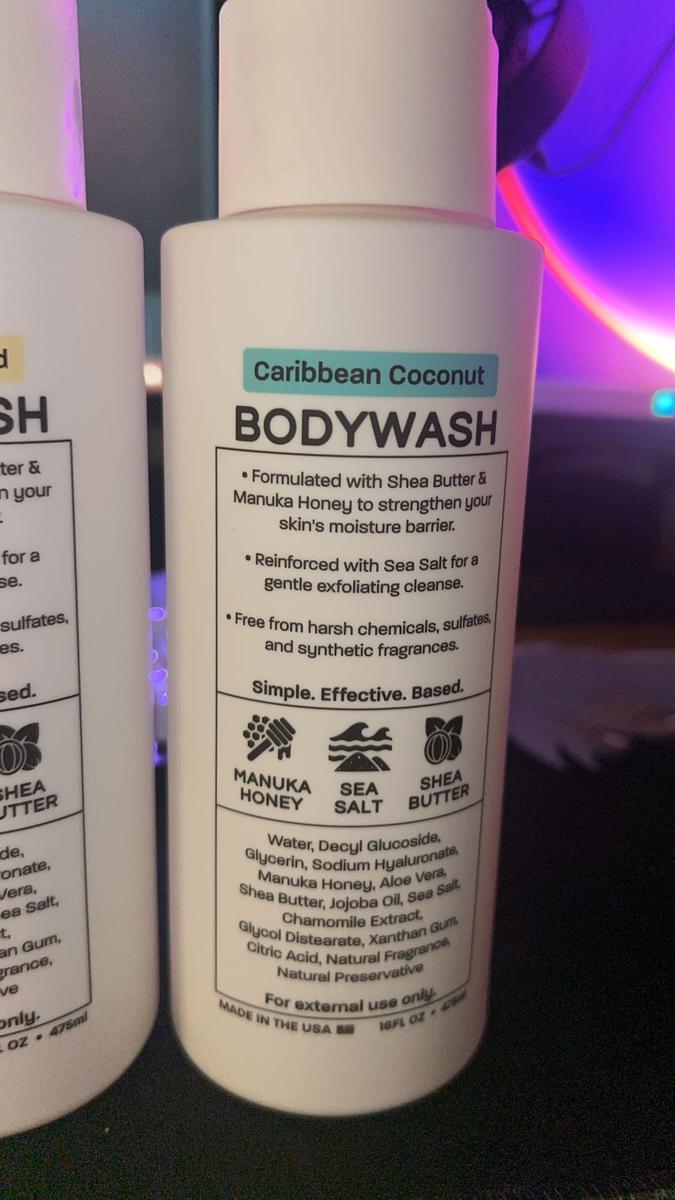 d
SH
ter &
n your
.
for a
se.
sulfates,
es.
sed.
SHEA
UTTER
de,
onate,
Vera,
ea Salt,
t,
an Gum,
grance,
ve
only.
OZ • 475ml
Caribbean Coconut
BODYWASH
• Formulated with Shea Butter &
Manuka Honey to strengthen your
skin's moisture barrier.
• Reinforced with Sea Salt for a
gentle exfoliating cleanse.
• Free from harsh chemicals, sulfates,
and synthetic fragrances.
Simple. Effective. Based.
MANUKA
HONEY
SEA
SALT
SHEA
BUTTER
Water, Decyl Glucoside,
Glycerin, Sodium Hyaluronate,
Manuka Honey, Aloe Vera,
Shea Butter, Jojoba Oil, Sea Salt,
Chamomile Extract,
Glycol Distearate, Xanthan Gum,
Citric Acid, Natural Fragrance,
Natural Preservative
For external use only.
MADE IN THE USA 16FL OZ • 475ml